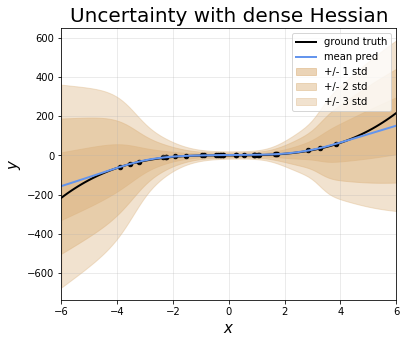 Uncertainty with dense Hessian
ground truth
mean pred
+/- 1 std
+/- 2 std
+/- 3 std
600
400
200
0
−200
−400
−600
y
−6 −4 −2 0 2 4 6
x